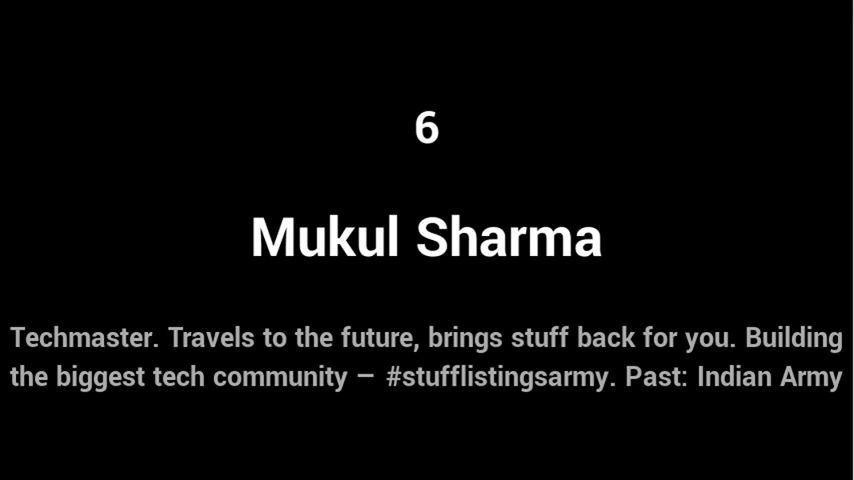 6
Mukul Sharma
Techmaster. Travels to the future, brings stuff back for you. Building
the biggest tech community — #stufflistingsarmy. Past: Indian Army